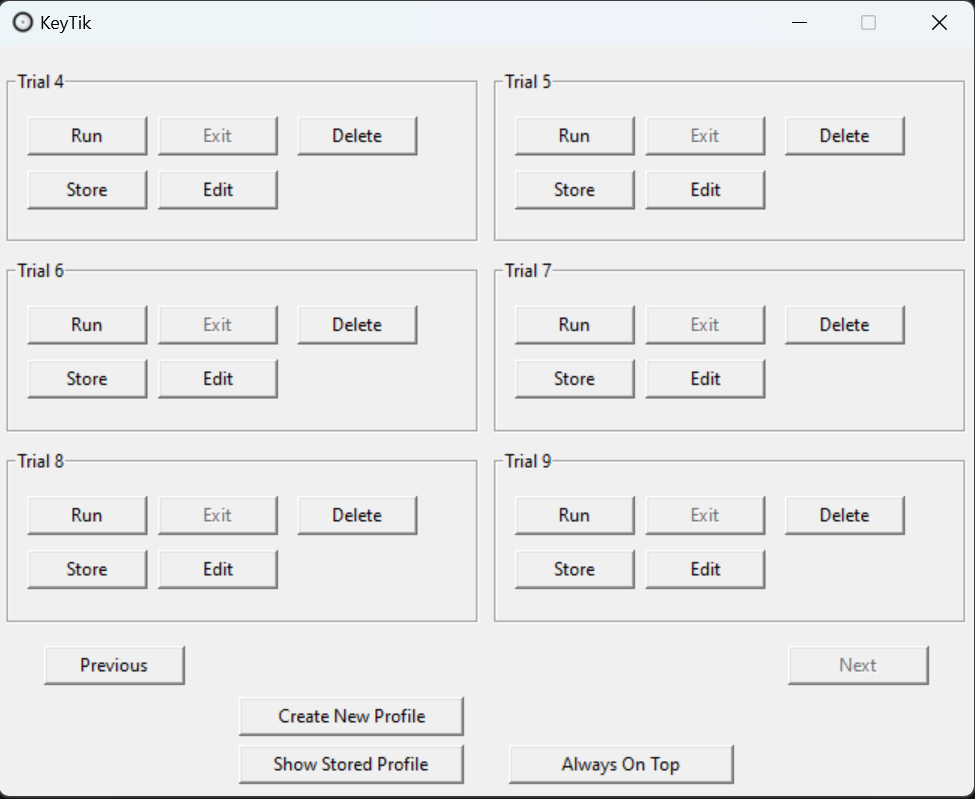 KeyTik
Trial 4
Trial 5
Run Exit Delete
Run Exit Delete
Store Edit
Store Edit
Trial 6
Trial 7
Run Exit Delete
Run Exit Delete
Store Edit
Store Edit
Trial 8
Trial 9
Run Exit Delete
Run Exit Delete
Store Edit
Store Edit
Previous
Next
Create New Profile
Show Stored Profile
Always On Top